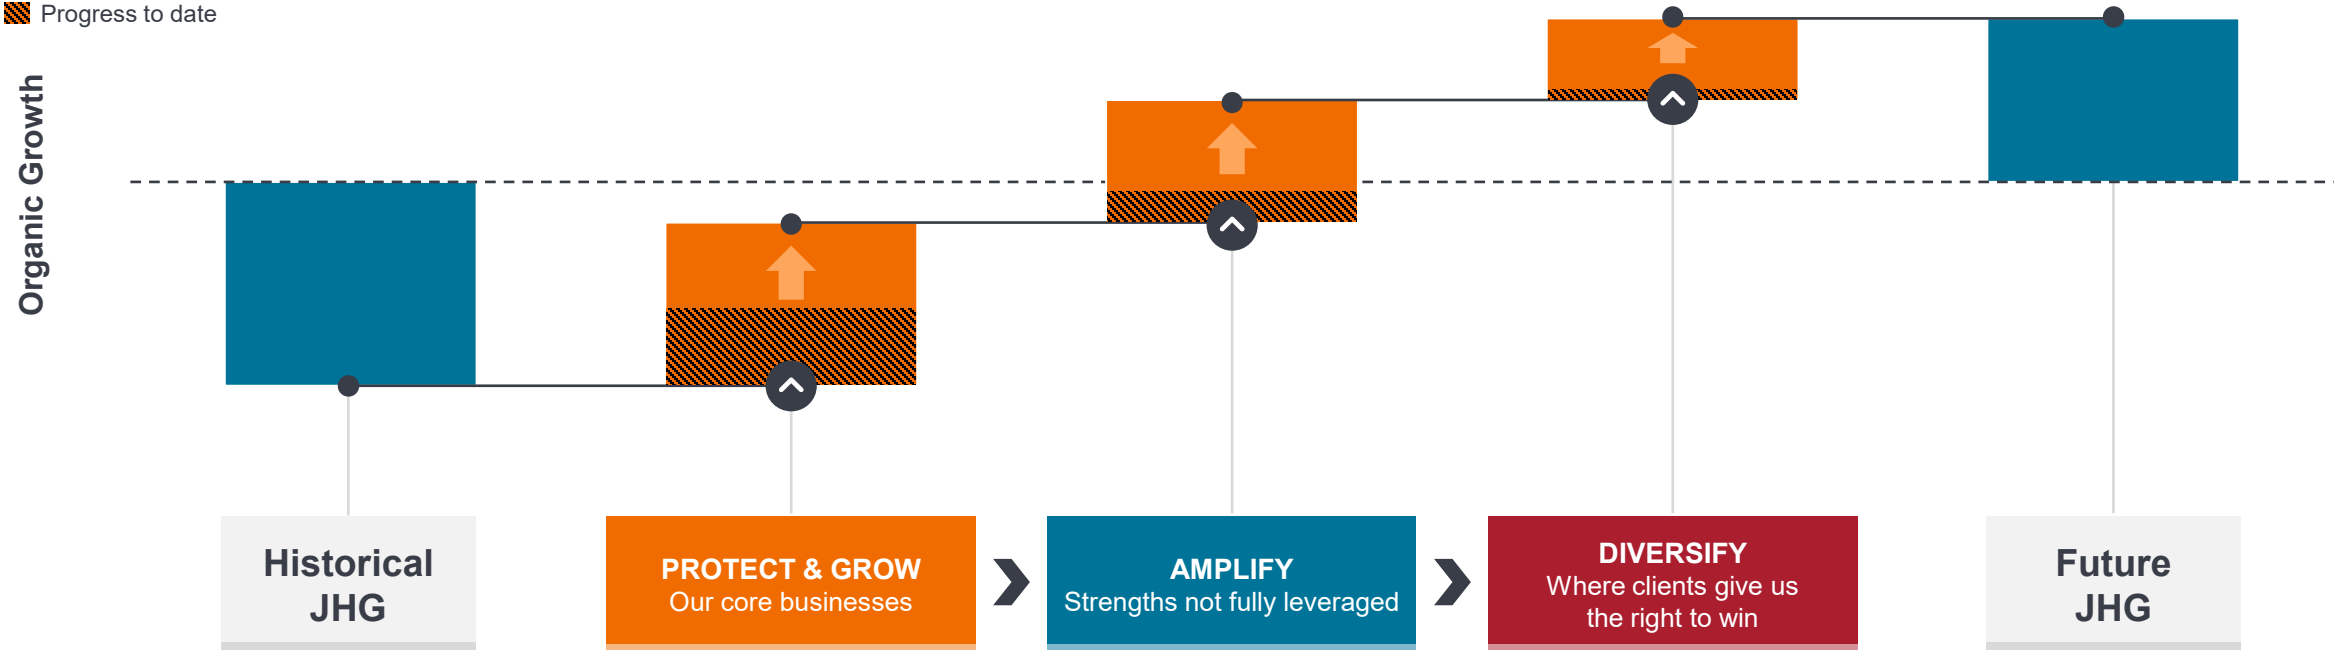 Progress to date
Organic Growth
Historical
JHG
PROTECT & GROW
Our core businesses
AMPLIFY
Strengths not fully leveraged
DIVERSIFY
Where clients give us
the right to win
Future
JHG